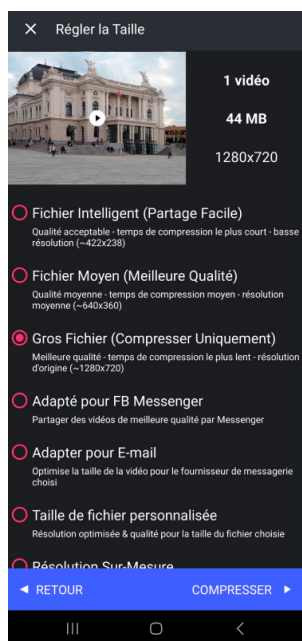 Régler la Taille
1 vidéo
44 MB
1280x720
Fichier Intelligent (Partage Facile)
Qualité acceptable - temps de compression le plus court - basse
résolution (~422x238)
Fichier Moyen (Meilleure Qualité)
Qualité moyenne - temps de compression moyen - résolution
moyenne (~640x360)
Gros Fichier (Compresser Uniquement)
Meilleure qualité - temps de compression le plus lent - résolution
d'origine (~1280x720)
Adapté pour FB Messenger
Partager des vidéos de meilleure qualité par Messenger
Adapter pour E-mail
Optimise la taille de la vidéo pour le fournisseur de messagerie
choisi
Taille de fichier personnalisée
Résolution optimisée & qualité pour la taille du fichier choisie
Résolution Sur-Mesure
RETOUR
COMPRESSER